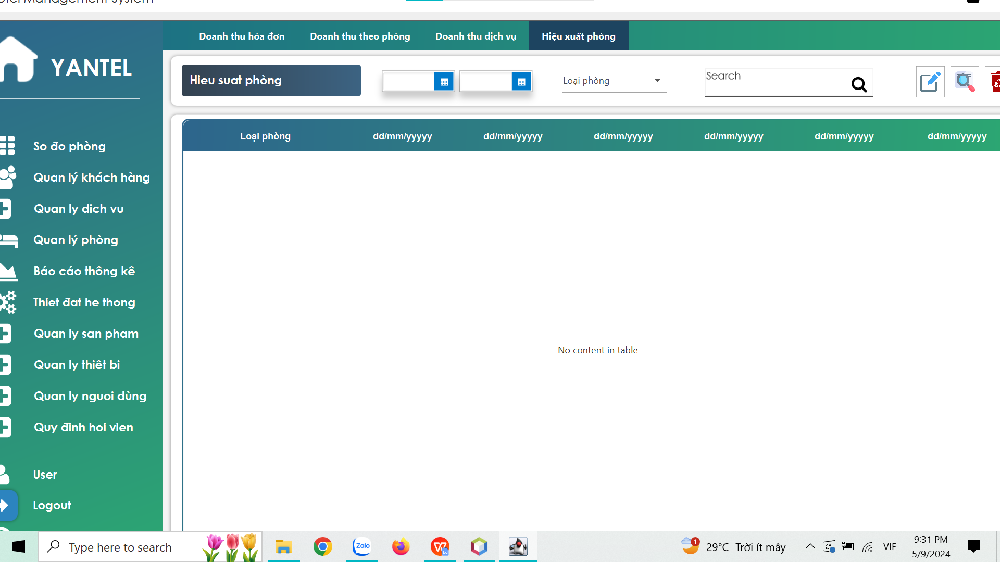 Management System
YANTEL
Doanh thu hóa đơn
Doanh thu theo phòng
Doanh thu dịch vụ
Hiệu xuất phòng
Hieu suat phòng
Loại phòng
Search
Loại phòng
dd/mm/yyyyy
dd/mm/yyyyy
dd/mm/yyyyy
dd/mm/yyyyy
dd/mm/yyyyy
dd/mm/yyyyy
No content in table
So đo phòng
Quan lý khách hàng
Quan ly dich vu
Quan lý phòng
Báo cáo thông kê
Thiet đat he thong
Quan ly san pham
Quan ly thiêt bi
Quan ly nguoi dùng
Quy đinh hoi vien
User
Logout
Type here to search
Zalo
W
1
29°C Trời ít mây
VIE
9:31 PM
5/9/2024